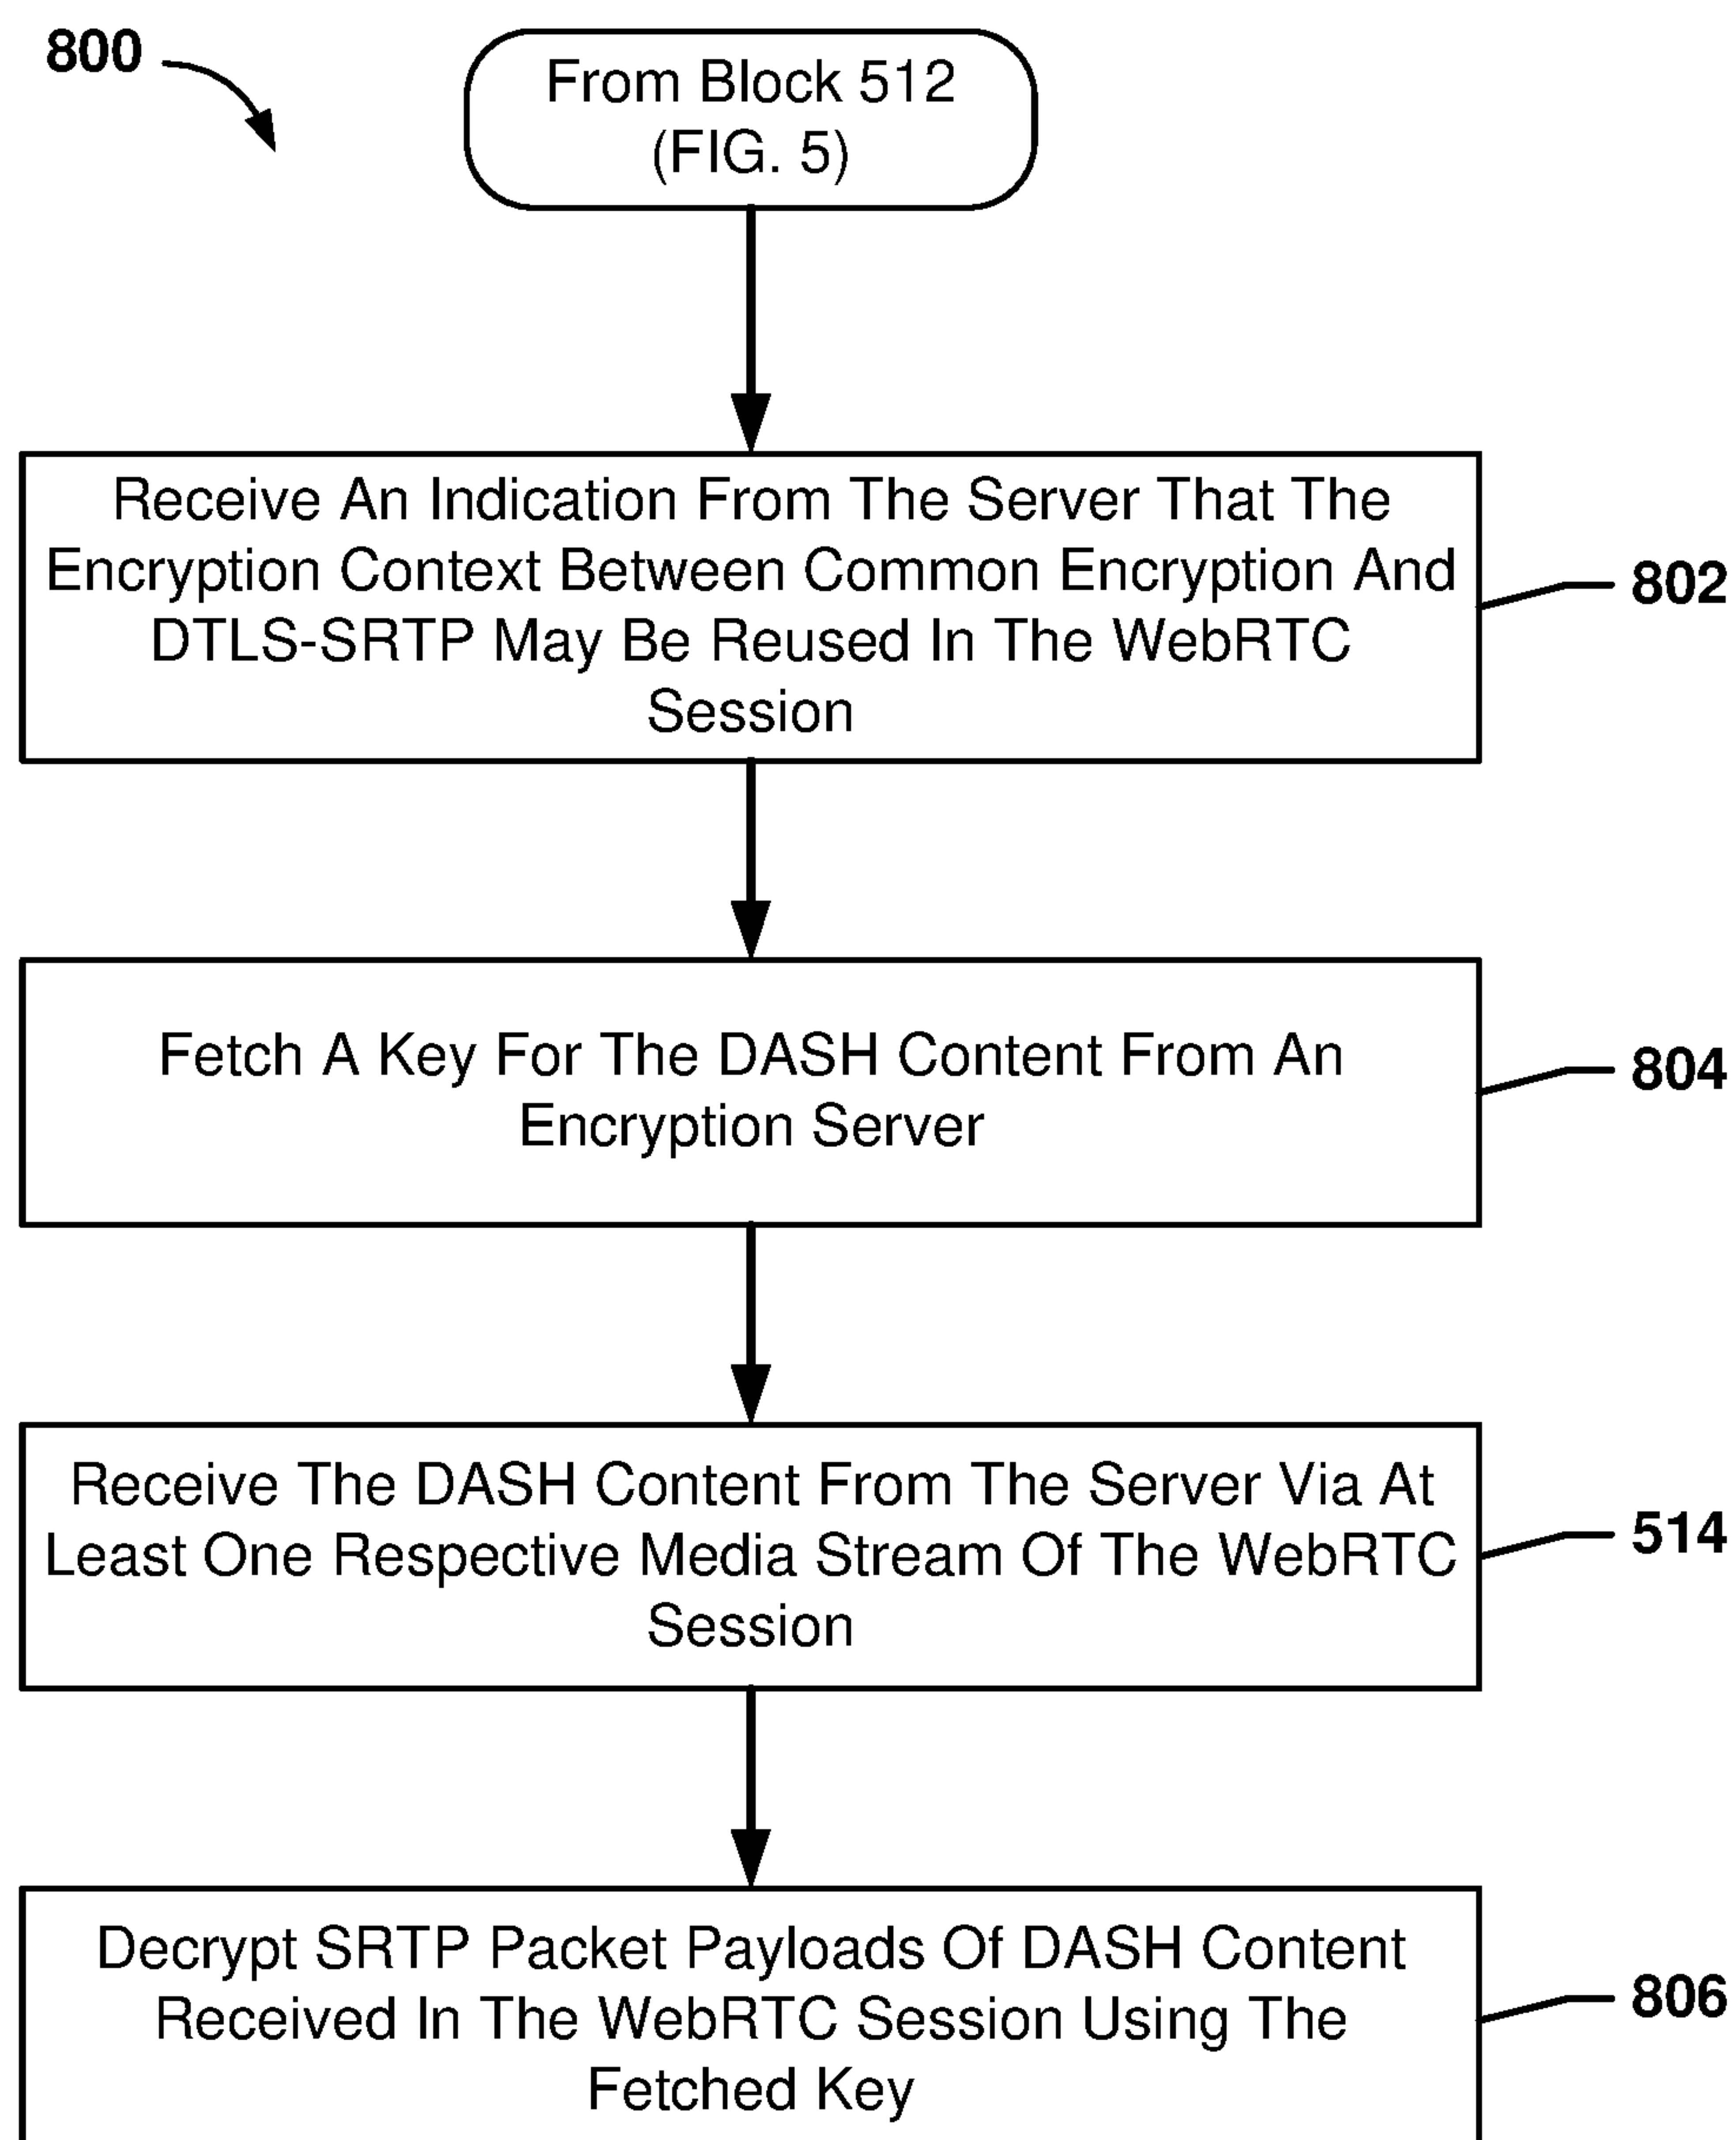 800
From Block 512
(FIG. 5)
Receive An Indication From The Server That The
Encryption Context Between Common Encryption And
DTLS-SRTP May Be Reused In The WebRTC
Session
802
Fetch A Key For The DASH Content From An
Encryption Server
804
Receive The DASH Content From The Server Via At
Least One Respective Media Stream Of The WebRTC
Session
514
Decrypt SRTP Packet Payloads Of DASH Content
Received In The WebRTC Session Using The
Fetched Key
806